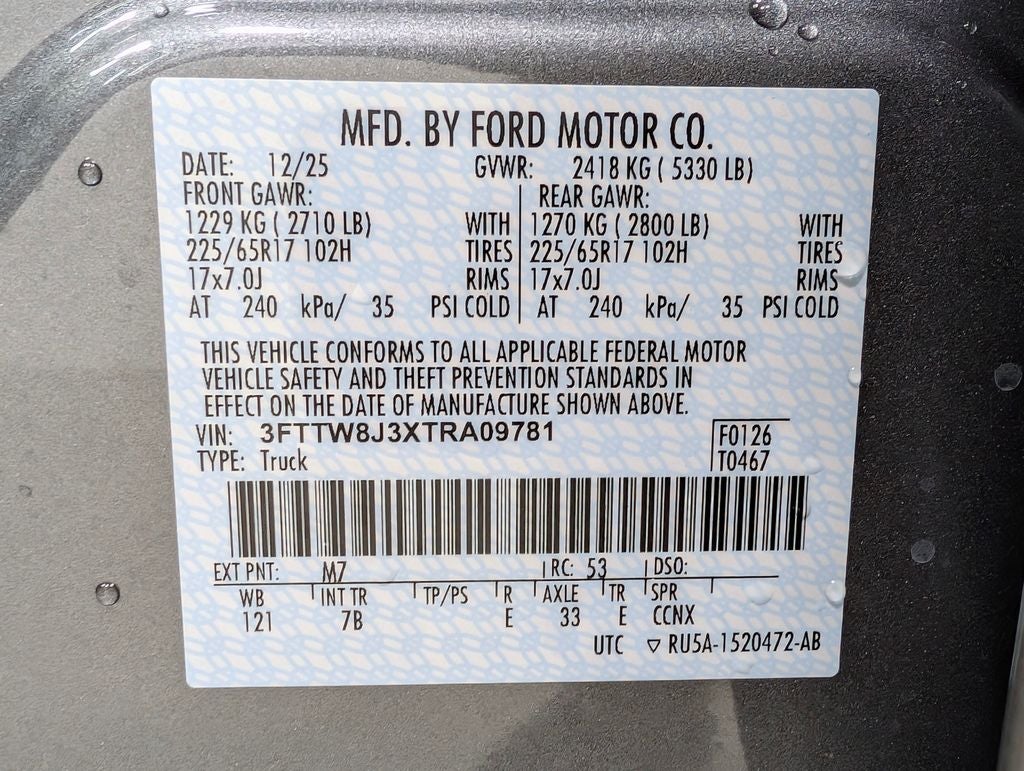 MFD. BY FORD MOTOR CO.
DATE: 12/25 GVWR: 2418 KG ( 5330 LB)
FRONT GAWR: REAR GAWR:
1229 KG ( 2710 LB) WITH 1270 KG ( 2800 LB) WITH
225/65R17 102H TIRES 225/65R17 102H TIRES
17x7.0J RIMS 17x7.0J RIMS
AT 240 kPa/ 35 PSI COLD AT 240 kPa/ 35 PSI COLD
THIS VEHICLE CONFORMS TO ALL APPLICABLE FEDERAL MOTOR
VEHICLE SAFETY AND THEFT PREVENTION STANDARDS IN
EFFECT ON THE DATE OF MANUFACTURE SHOWN ABOVE.
VIN: 3FTTW8J3XTRA09781 F0126
TYPE: Truck T0467
EXT PNT: M7 RC: 53 DSO:
WB INT TR TP/PS R AXLE TR SPR
121 7B E 33 E CCNX
UTC ▽ RU5A-1520472-AB